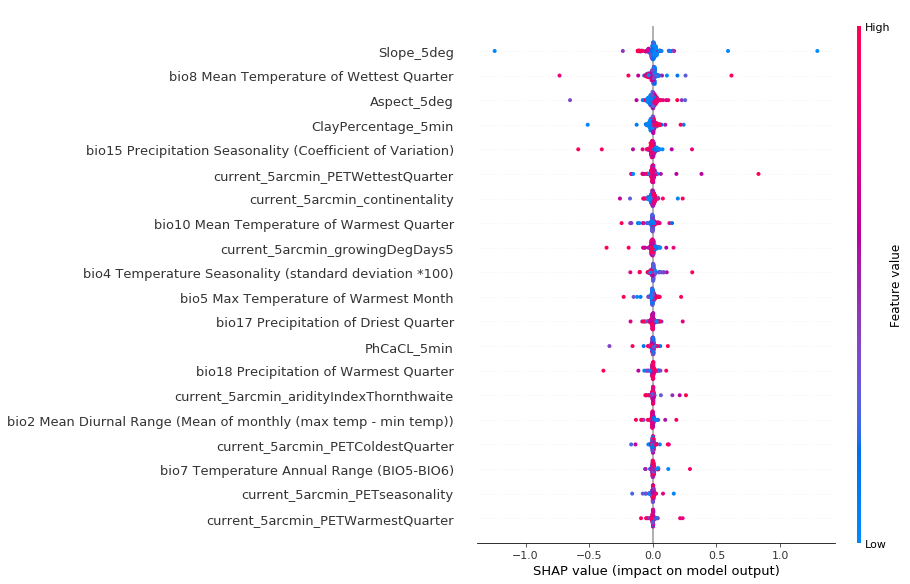 High
Slope_5deg
bio8 Mean Temperature of Wettest Quarter
Aspect_5deg
ClayPercentage_5min
bio15 Precipitation Seasonality (Coefficient of Variation)
current_5arcmin_PETWettestQuarter
current_5arcmin_continentality
bio10 Mean Temperature of Warmest Quarter
current_5arcmin_growingDegDays5
bio4 Temperature Seasonality (standard deviation *100)
bio5 Max Temperature of Warmest Month
bio17 Precipitation of Driest Quarter
PhCaCL_5min
bio18 Precipitation of Warmest Quarter
current_5arcmin_aridityIndexThornthwaite
bio2 Mean Diurnal Range (Mean of monthly (max temp - min temp))
current_5arcmin_PETColdestQuarter
bio7 Temperature Annual Range (BIO5-BIO6)
current_5arcmin_PETseasonality
current_5arcmin_PETWarmestQuarter
Feature value
Low
−1.0 −0.5 0.0 0.5 1.0
SHAP value (impact on model output)